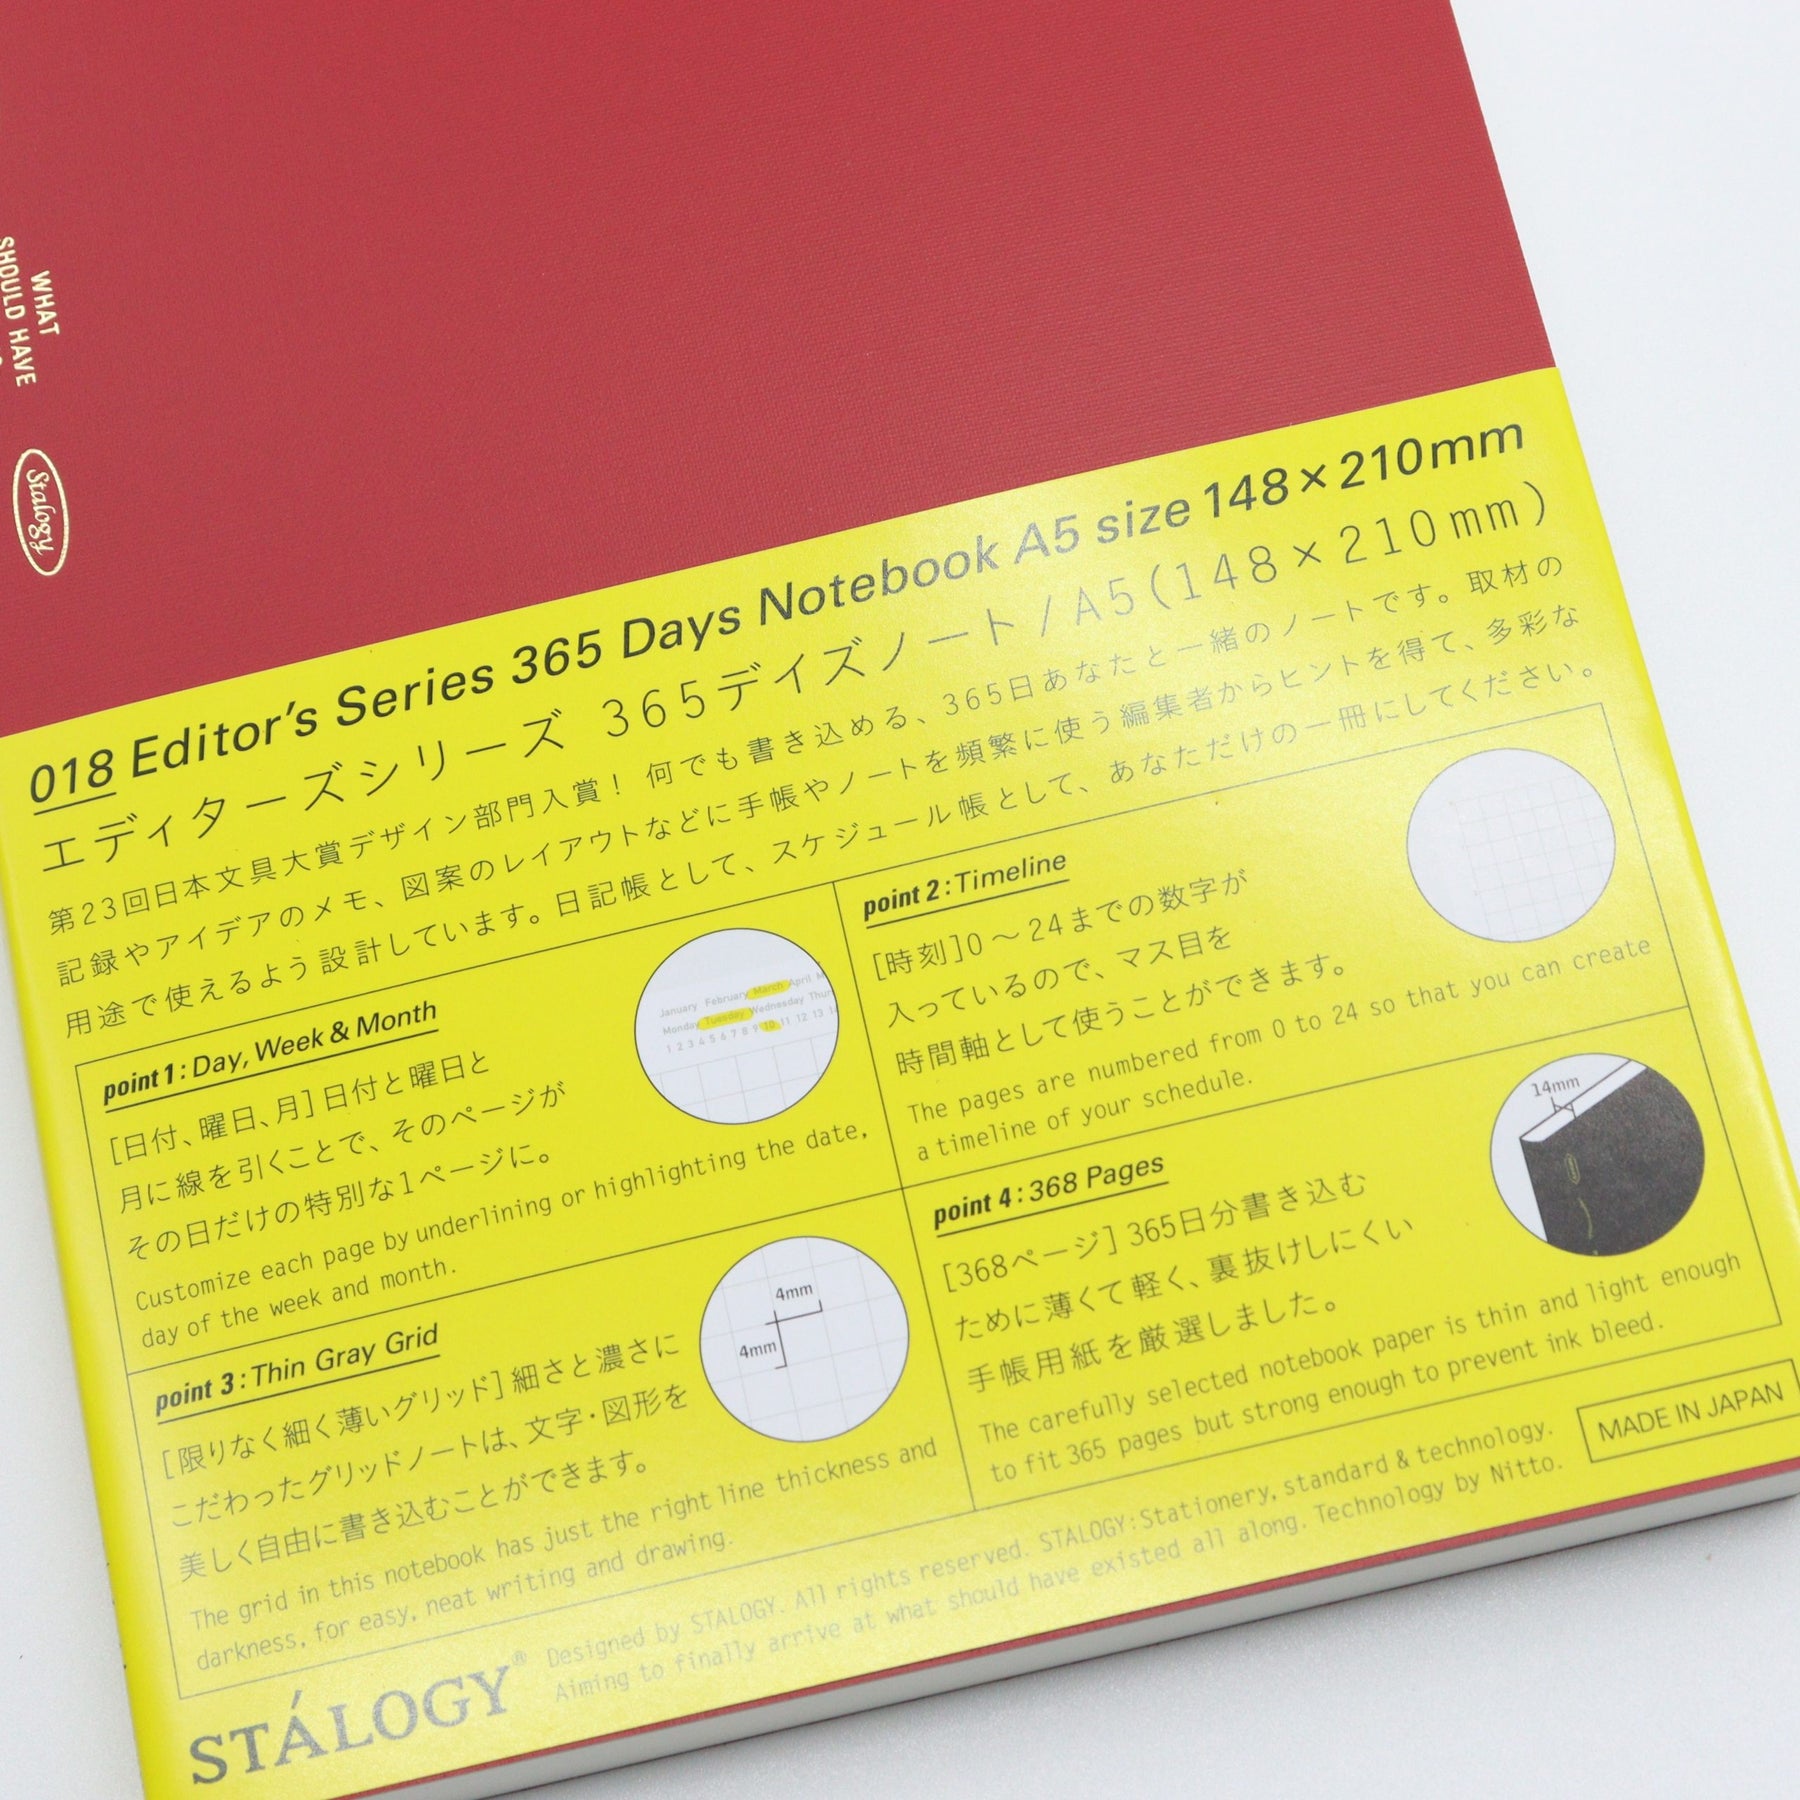 WHAT
SHOULD HAVE
Stalogy
018 Editor's Series 365 Days Notebook A5 size 148×210mm
エディターズシリーズ 365デイズノート/A5(148×210mm)
第23回日本文具大賞デザイン部門入賞! 何でも書き込める、365日あなたと一緒のノートです。取材の
記録やアイデアのメモ、図案のレイアウトなどに手帳やノートを頻繁に使う編集者からヒントを得て、多彩な
用途で使えるよう設計しています。日記帳として、スケジュール帳として、あなただけの一冊にしてください。
point 1:Day, Week & Month
[日付、曜日、月]日付と曜日と
月に線を引くことで、そのページが
その日だけの特別な1ページに。
Customize each page by underlining or highlighting the date,
day of the week and month.
January February March April M
Monday Tuesday Wednesday Thur
1 2 3 4 5 6 7 8 9 10 11 12 13
point 2:Timeline
[時刻]0〜24までの数字が
入っているので、マス目を
時間軸として使うことができます。
The pages are numbered from 0 to 24 so that you can create
a timeline of your schedule.
point 3:Thin Gray Grid
[限りなく細く薄いグリッド]細さと濃さに
こだわったグリッドノートは、文字・図形を
美しく自由に書き込むことができます。
The grid in this notebook has just the right line thickness and
darkness, for easy, neat writing and drawing.
4mm
4mm
point 4:368 Pages
[368ページ]365日分書き込む
ために薄くて軽く、裏抜けしにくい
手帳用紙を厳選しました。
The carefully selected notebook paper is thin and light enough
to fit 365 pages but strong enough to prevent ink bleed.
14mm
STÁLOGY®
Designed by STALOGY. All rights reserved. STALOGY:Stationery, standard & technology.
Aiming to finally arrive at what should have existed all along. Technology by Nitto.
MADE IN JAPAN